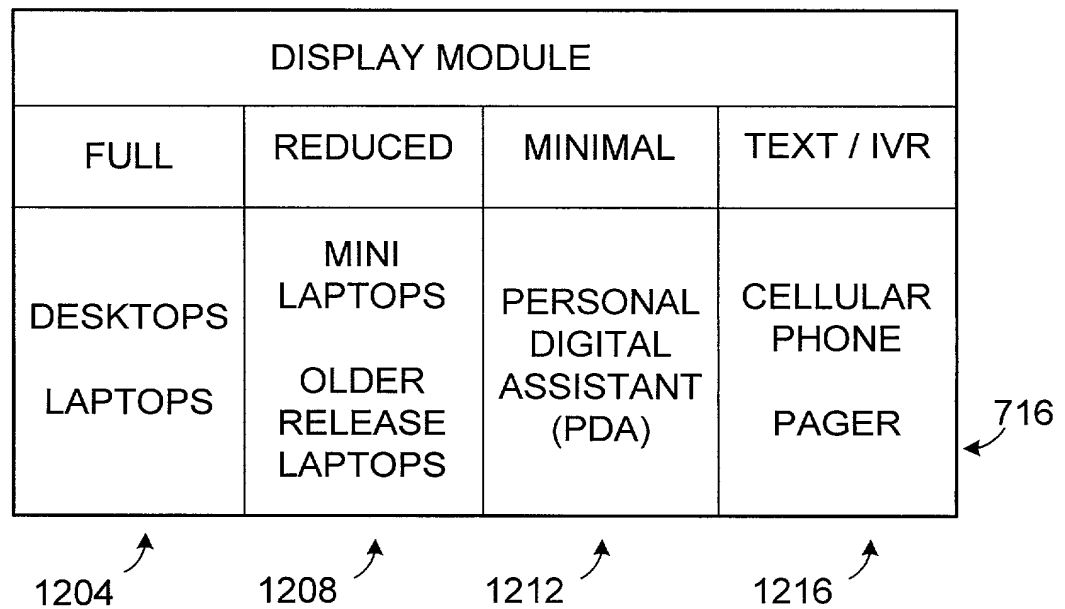 DISPLAY MODULE
FULL
REDUCED
MINIMAL
TEXT / IVR
DESKTOPS
LAPTOPS
MINI
LAPTOPS
OLDER
RELEASE
LAPTOPS
PERSONAL
DIGITAL
ASSISTANT
(PDA)
CELLULAR
PHONE
PAGER
716
1204
1208
1212
1216